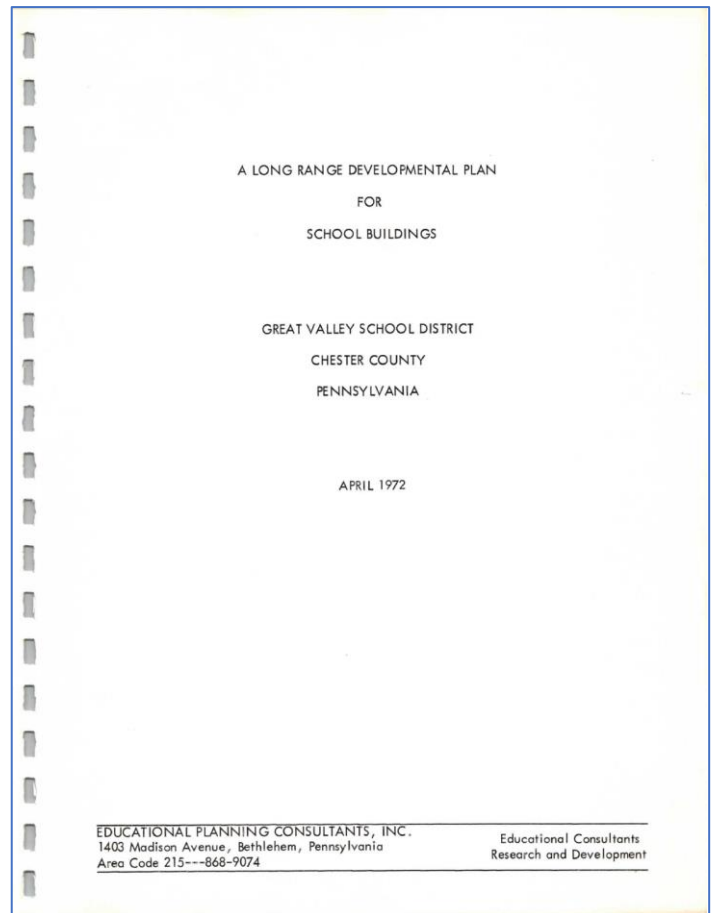 A LONG RANGE DEVELOPMENTAL PLAN
FOR
SCHOOL BUILDINGS
GREAT VALLEY SCHOOL DISTRICT
CHESTER COUNTY
PENNSYLVANIA
APRIL 1972
EDUCATIONAL PLANNING CONSULTANTS, INC.
1403 Madison Avenue, Bethlehem, Pennsylvania
Area Code 215---868-9074
Educational Consultants
Research and Development